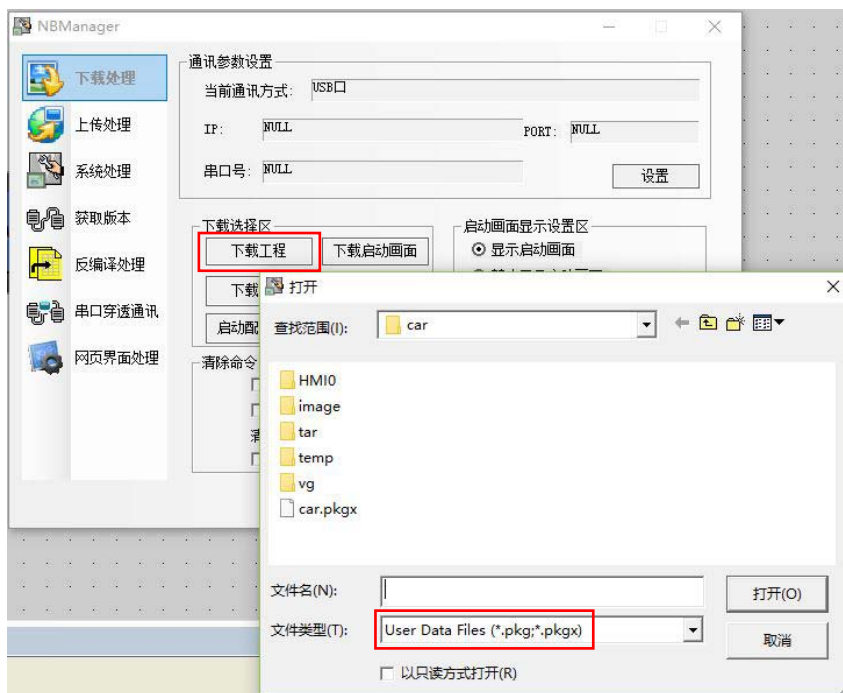 NBManager
下载处理
上传处理
系统处理
获取版本
反编译处理
串口穿透通讯
网页界面处理
通讯参数设置
当前通讯方式: USB口
IP: NULL PORT: NULL
串口号: NULL 设置
下载选择区
下载工程 下载启动画面
下载
启动配
启动画面显示设置区
显示启动画面
清除命令
清
打开
查找范围(I): car
HMI0
image
tar
temp
vg
car.pkgx
文件名(N): 打开(O)
文件类型(T): User Data Files (*.pkg;*.pkgx) 取消
以只读方式打开(R)